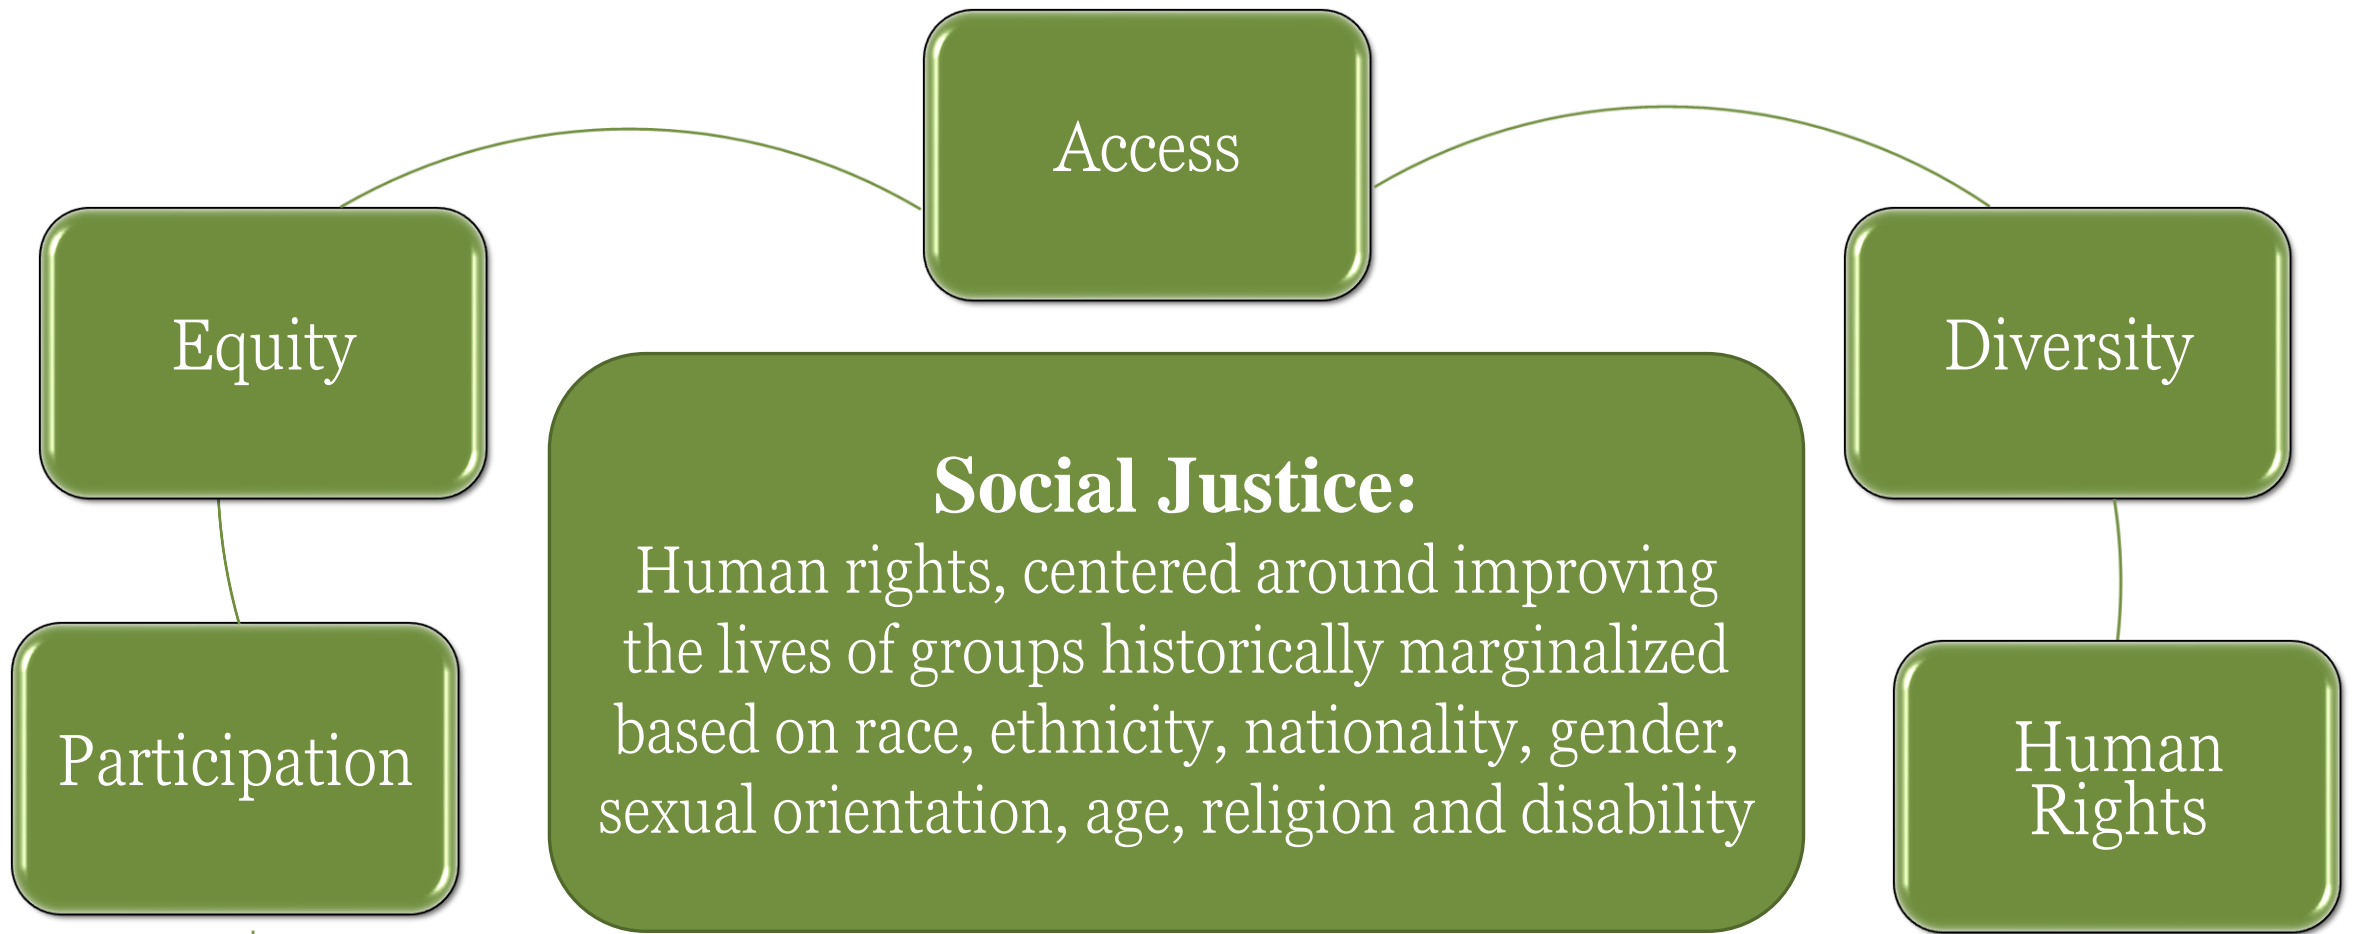 Access
Equity
Diversity
Social Justice:
Human rights, centered around improving
the lives of groups historically marginalized
based on race, ethnicity, nationality, gender,
sexual orientation, age, religion and disability
Participation
Human
Rights